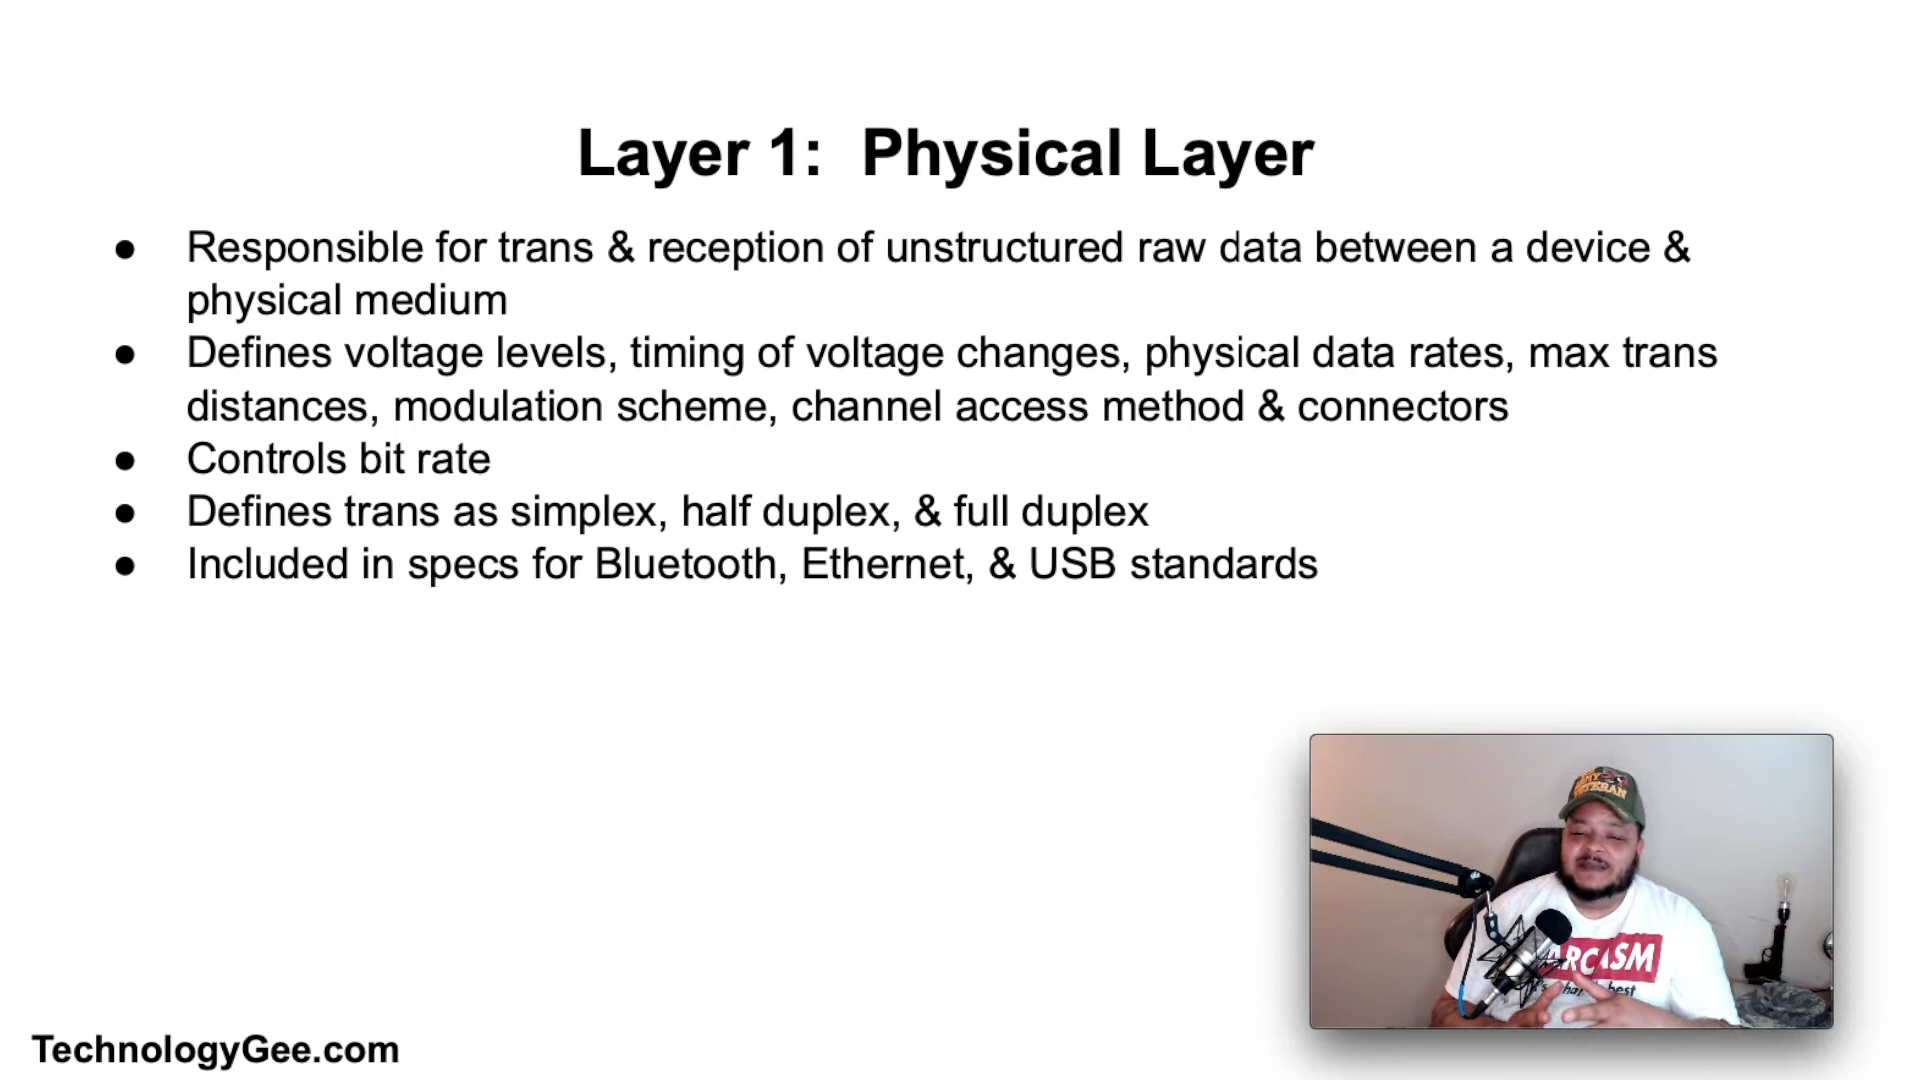 Layer 1: Physical Layer
● Responsible for trans & reception of unstructured raw data between a device &
physical medium
● Defines voltage levels, timing of voltage changes, physical data rates, max trans
distances, modulation scheme, channel access method & connectors
● Controls bit rate
● Defines trans as simplex, half duplex, & full duplex
● Included in specs for Bluetooth, Ethernet, & USB standards
VETERAN
best
TechnologyGee.com